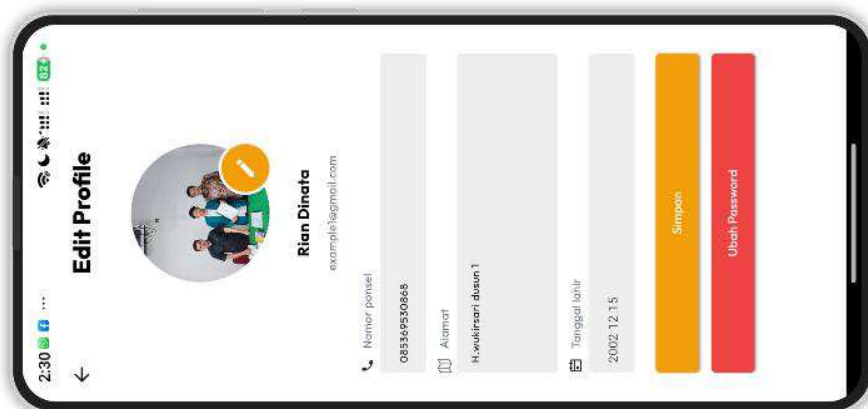 2:30 ... 82
Edit Profile
Rian Dinata
example1@gmail.com
Nomor ponsel
085369530868
Alamat
H.wukirsari dusun 1
Tanggal lahir
2002 12 15
Simpan
Ubah Password